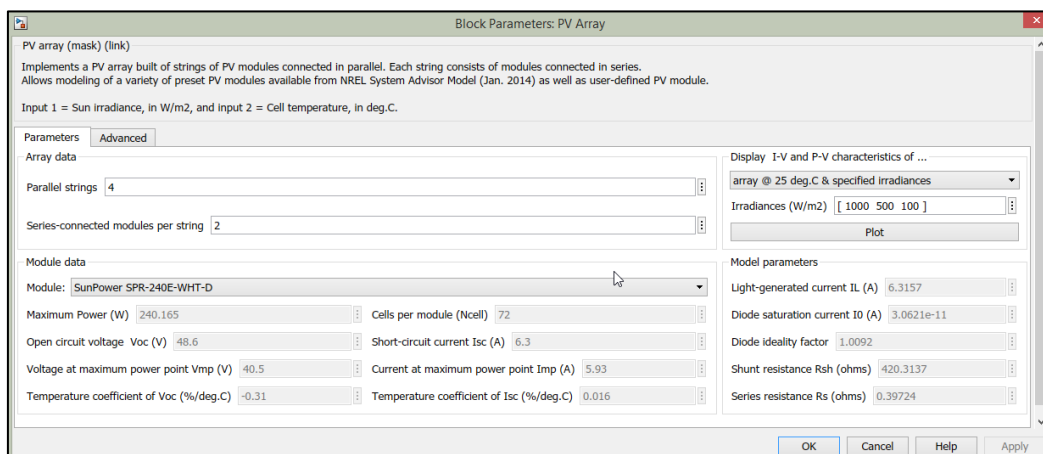 Block Parameters: PV Array
PV array (mask) (link)
Implements a PV array built of strings of PV modules connected in parallel. Each string consists of modules connected in series.
Allows modeling of a variety of preset PV modules available from NREL System Advisor Model (Jan. 2014) as well as user-defined PV module.
Input 1 = Sun irradiance, in W/m2, and input 2 = Cell temperature, in deg.C.
Parameters Advanced
Array data
Parallel strings 4
Series-connected modules per string 2
Display I-V and P-V characteristics of ...
array @ 25 deg.C & specified irradiances
Irradiances (W/m2) [ 1000 500 100 ]
Plot
Module data
Module: SunPower SPR-240E-WHT-D
Maximum Power (W) 240.165 Cells per module (Ncell) 72
Open circuit voltage Voc (V) 48.6 Short-circuit current Isc (A) 6.3
Voltage at maximum power point Vmp (V) 40.5 Current at maximum power point Imp (A) 5.93
Temperature coefficient of Voc (%/deg.C) -0.31 Temperature coefficient of Isc (%/deg.C) 0.016
Model parameters
Light-generated current IL (A) 6.3157
Diode saturation current I0 (A) 3.0621e-11
Diode ideality factor 1.0092
Shunt resistance Rsh (ohms) 420.3137
Series resistance Rs (ohms) 0.39724
OK Cancel Help Apply